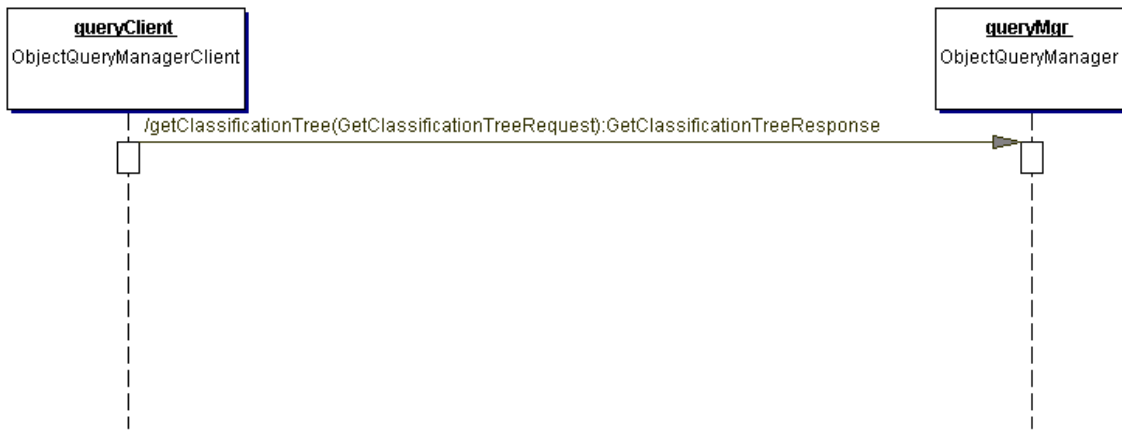 queryClient
ObjectQueryManagerClient
queryMgr
ObjectQueryManager
/getClassificationTree(GetClassificationTreeRequest):GetClassificationTreeResponse